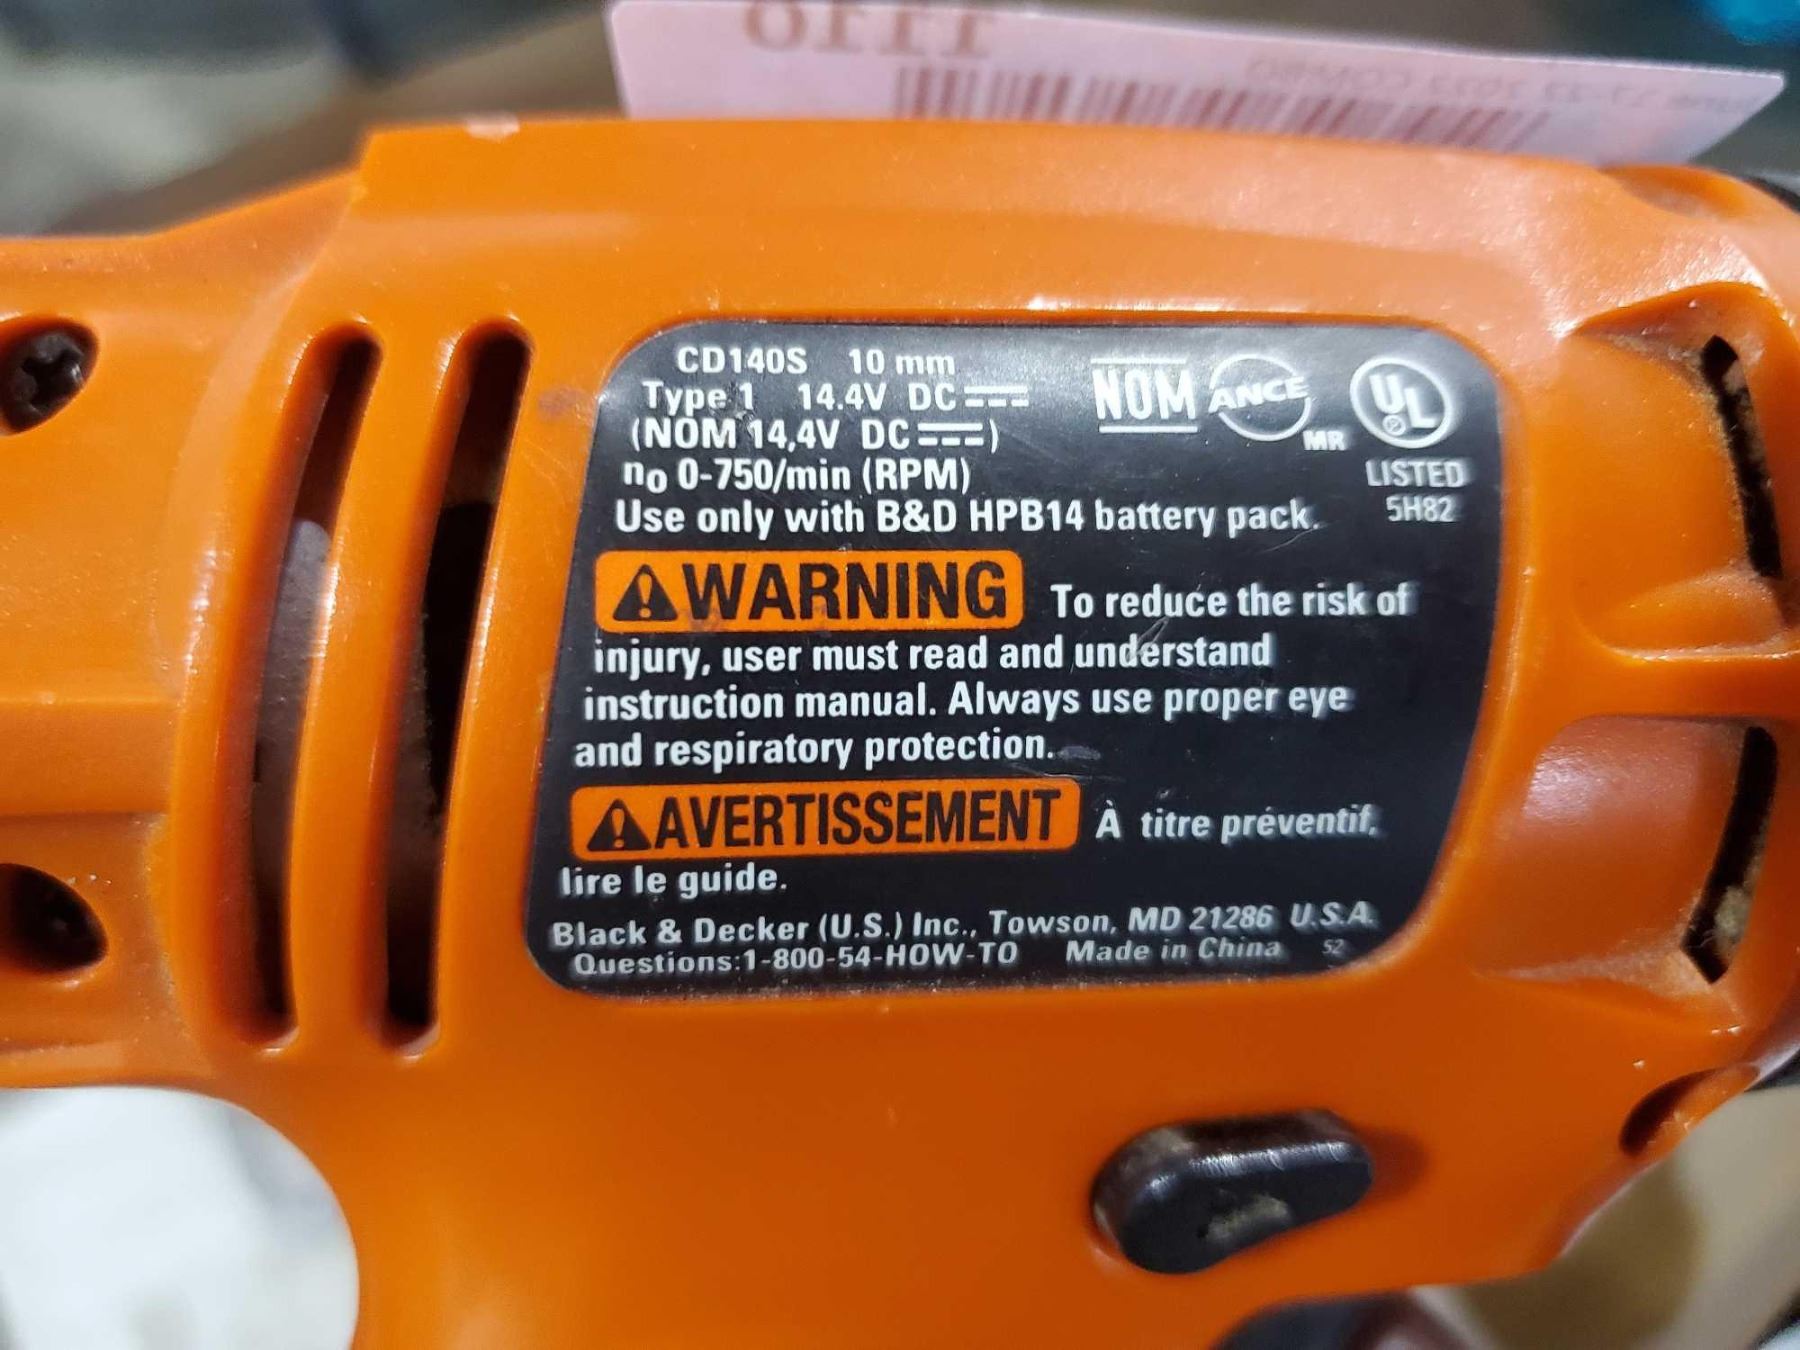 CD140S 10 mm
Type 1 14.4V DC
(NOM 14,4V DC )
no 0-750/min (RPM)
Use only with B&D HPB14 battery pack.
NOM ANCE MR
UL
LISTED
5H82
WARNING To reduce the risk of
injury, user must read and understand
instruction manual. Always use proper eye
and respiratory protection.
AVERTISSEMENT À titre préventif,
lire le guide.
Black & Decker (U.S.) Inc., Towson, MD 21286 U.S.A.
Questions:1-800-54-HOW-TO Made in China 52